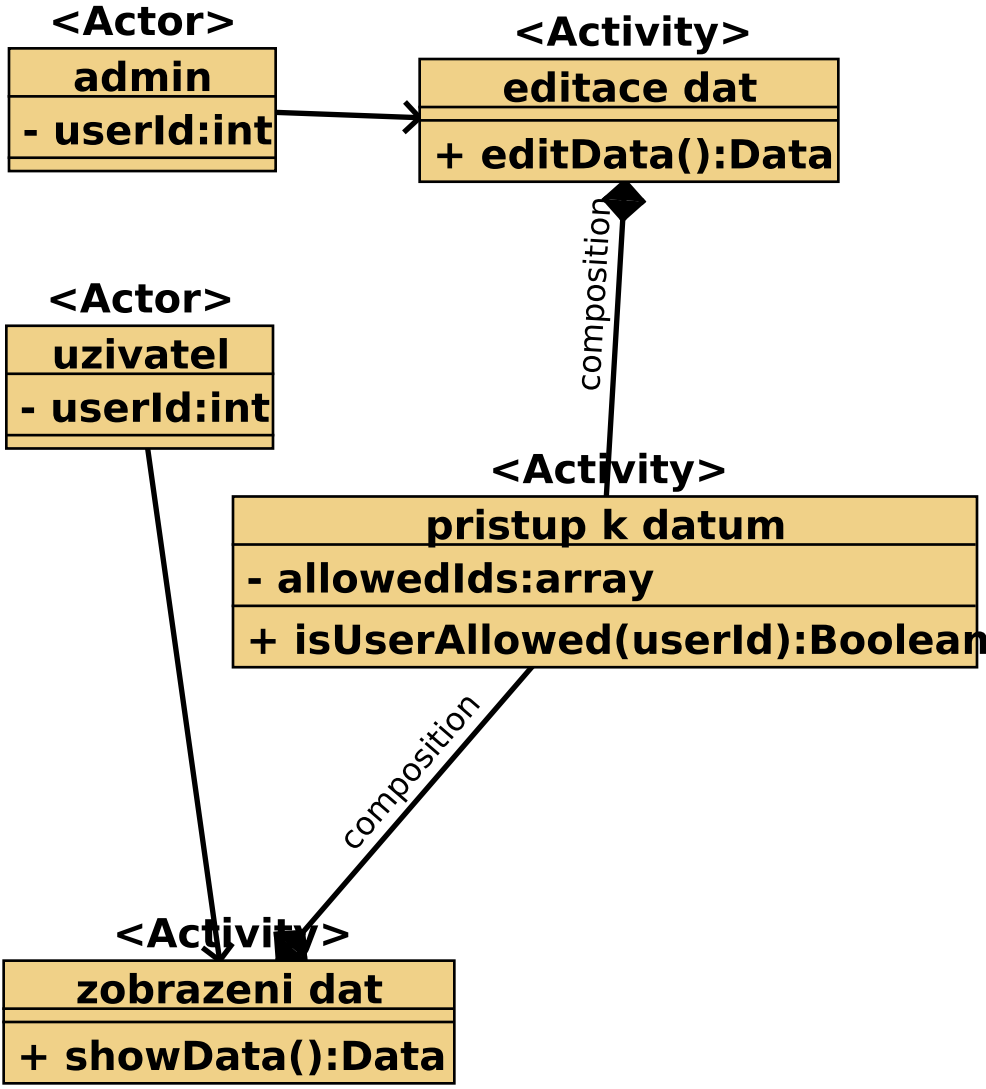 <Actor>
admin
- userId:int
<Activity>
editace dat
+ editData():Data
composition
<Actor>
uzivatel
- userId:int
<Activity>
pristup k datum
- allowedIds:array
+ isUserAllowed(userId):Boolean
composition
<Activity>
zobrazeni dat
+ showData():Data